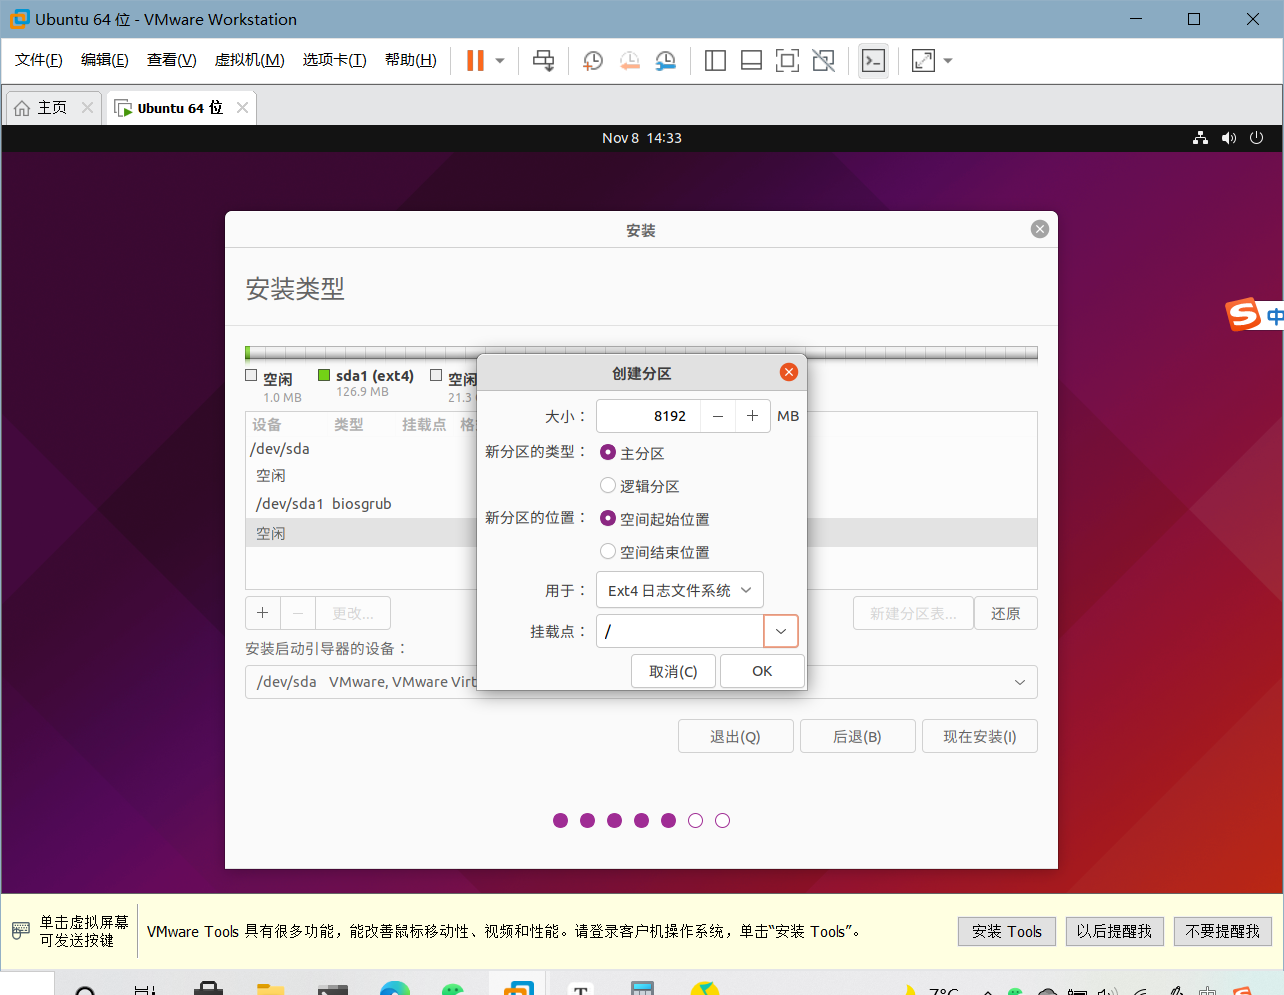 Ubuntu 64 位 - VMware Workstation
文件(F) 编辑(E) 查看(V) 虚拟机(M) 选项卡(T) 帮助(H)
主页
Ubuntu 64 位
Nov 8 14:33
安装
安装类型
空闲
1.0 MB
sda1 (ext4)
126.9 MB
空闲
21.3
设备 类型 挂载点 格
/dev/sda
空闲
/dev/sda1 biosgrub
空闲
+ − 更改...
新建分区表... 还原
安装启动引导器的设备：
/dev/sda VMware, VMware Virt
退出(Q) 后退(B) 现在安装(I)
创建分区
大小： 8192 − + MB
新分区的类型： 主分区
逻辑分区
新分区的位置： 空间起始位置
空间结束位置
用于： Ext4 日志文件系统
挂载点： /
取消(C) OK
中
单击虚拟屏幕
可发送按键
VMware Tools 具有很多功能，能改善鼠标移动性、视频和性能。请登录客户机操作系统，单击“安装 Tools”。
安装 Tools 以后提醒我 不要提醒我
7°C